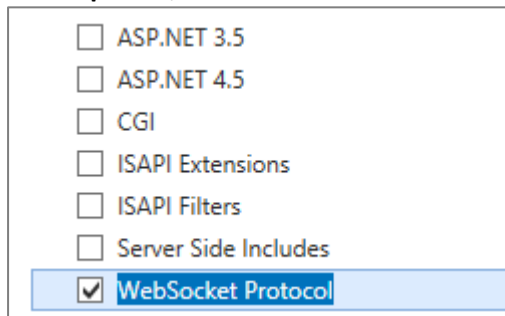 ASP.NET 3.5
ASP.NET 4.5
CGI
ISAPI Extensions
ISAPI Filters
Server Side Includes
WebSocket Protocol